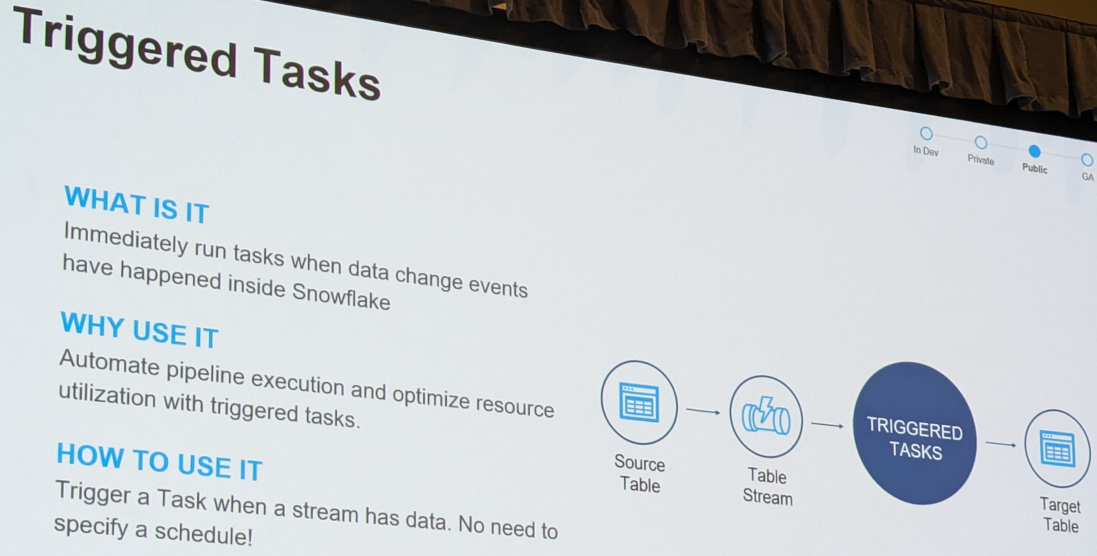 Triggered Tasks
In Dev
Private
Public
GA
WHAT IS IT
Immediately run tasks when data change events
have happened inside Snowflake
WHY USE IT
Automate pipeline execution and optimize resource
utilization with triggered tasks.
HOW TO USE IT
Trigger a Task when a stream has data. No need to
specify a schedule!
Source
Table
Table
Stream
TRIGGERED
TASKS
Target
Table